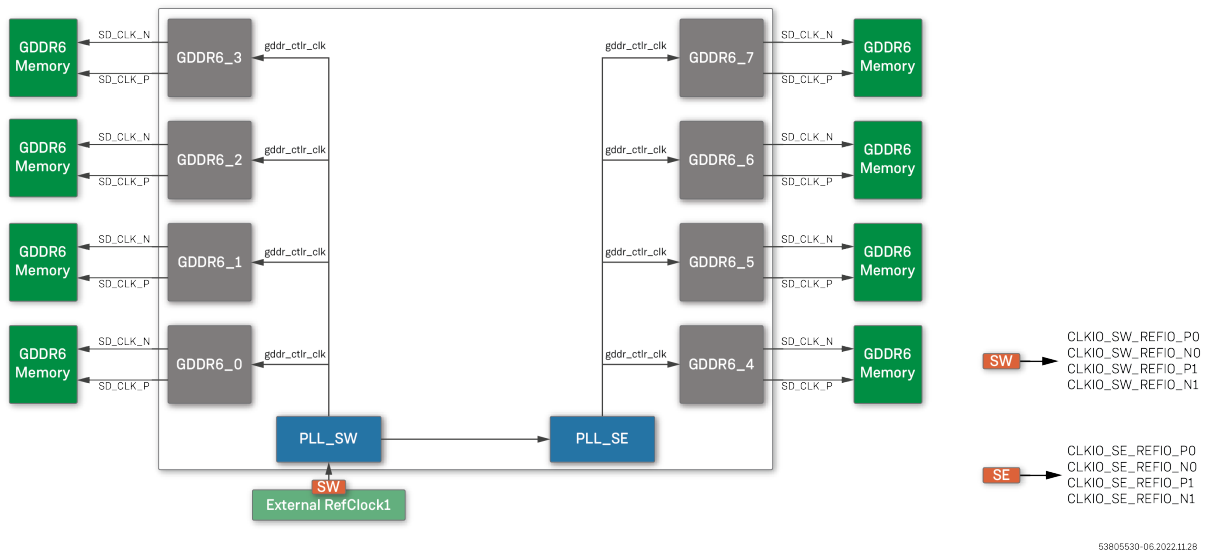 GDDR6
Memory
SD_CLK_N
SD_CLK_P
GDDR6_3
gddr_ctlr_clk
gddr_ctlr_clk
GDDR6_7
SD_CLK_N
SD_CLK_P
GDDR6
Memory
GDDR6
Memory
SD_CLK_N
SD_CLK_P
GDDR6_2
gddr_ctlr_clk
gddr_ctlr_clk
GDDR6_6
SD_CLK_N
SD_CLK_P
GDDR6
Memory
GDDR6
Memory
SD_CLK_N
SD_CLK_P
GDDR6_1
gddr_ctlr_clk
gddr_ctlr_clk
GDDR6_5
SD_CLK_N
SD_CLK_P
GDDR6
Memory
GDDR6
Memory
SD_CLK_N
SD_CLK_P
GDDR6_0
gddr_ctlr_clk
gddr_ctlr_clk
GDDR6_4
SD_CLK_N
SD_CLK_P
GDDR6
Memory
PLL_SW
PLL_SE
SW
External RefClock1
SW
CLKIO_SW_REFIO_P0
CLKIO_SW_REFIO_N0
CLKIO_SW_REFIO_P1
CLKIO_SW_REFIO_N1
SE
CLKIO_SE_REFIO_P0
CLKIO_SE_REFIO_N0
CLKIO_SE_REFIO_P1
CLKIO_SE_REFIO_N1
53805530-06.2022.11.28